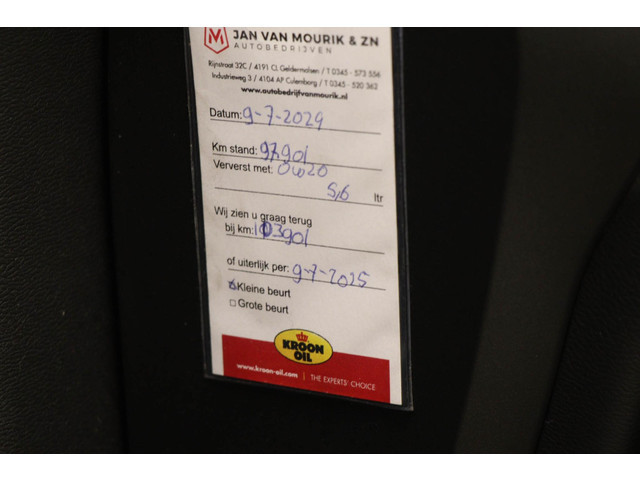 JAN VAN MOURIK & ZN
AUTOBEDRIJVEN
Rijnstraat 32C / 4191 CL Geldermalsen / T 0345 - 573 556
Industrieweg 3 / 4104 AP Culemborg / T 0345 - 520 362
www.autobedrijfvanmourik.nl
Datum: 9-7-2024
Km stand: 97901
Ververst met: 0w20
5,6 ltr
Wij zien u graag terug
bij km: 103901
of uiterlijk per: 9-7-2025
Kleine beurt
Grote beurt
KROON
OIL
www.kroon-oil.com | THE EXPERTS' CHOICE